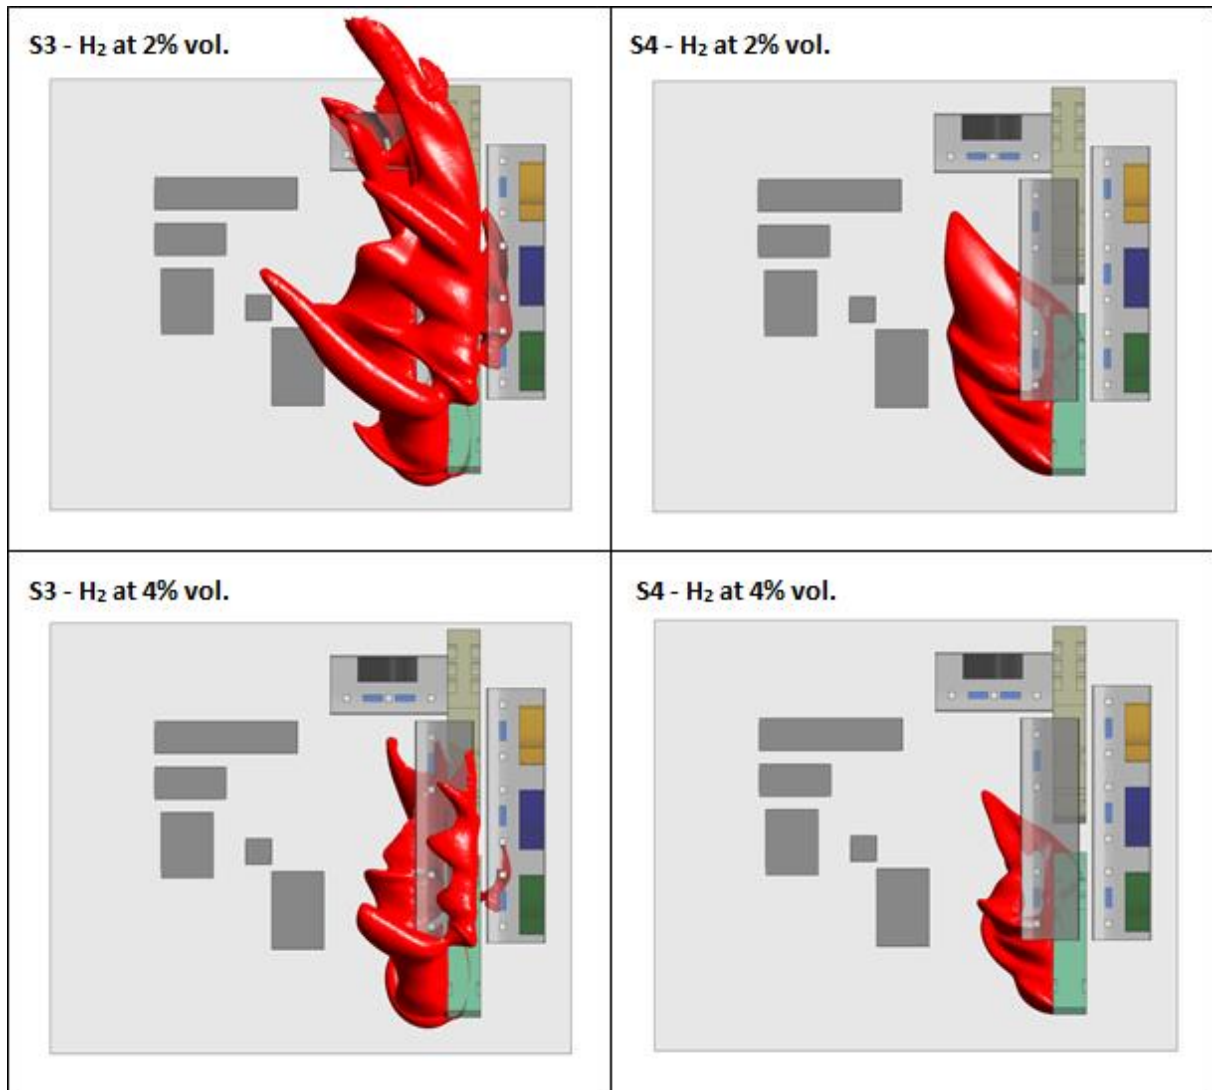 S3 - H₂ at 2% vol.
S4 - H₂ at 2% vol.
S3 - H₂ at 4% vol.
S4 - H₂ at 4% vol.